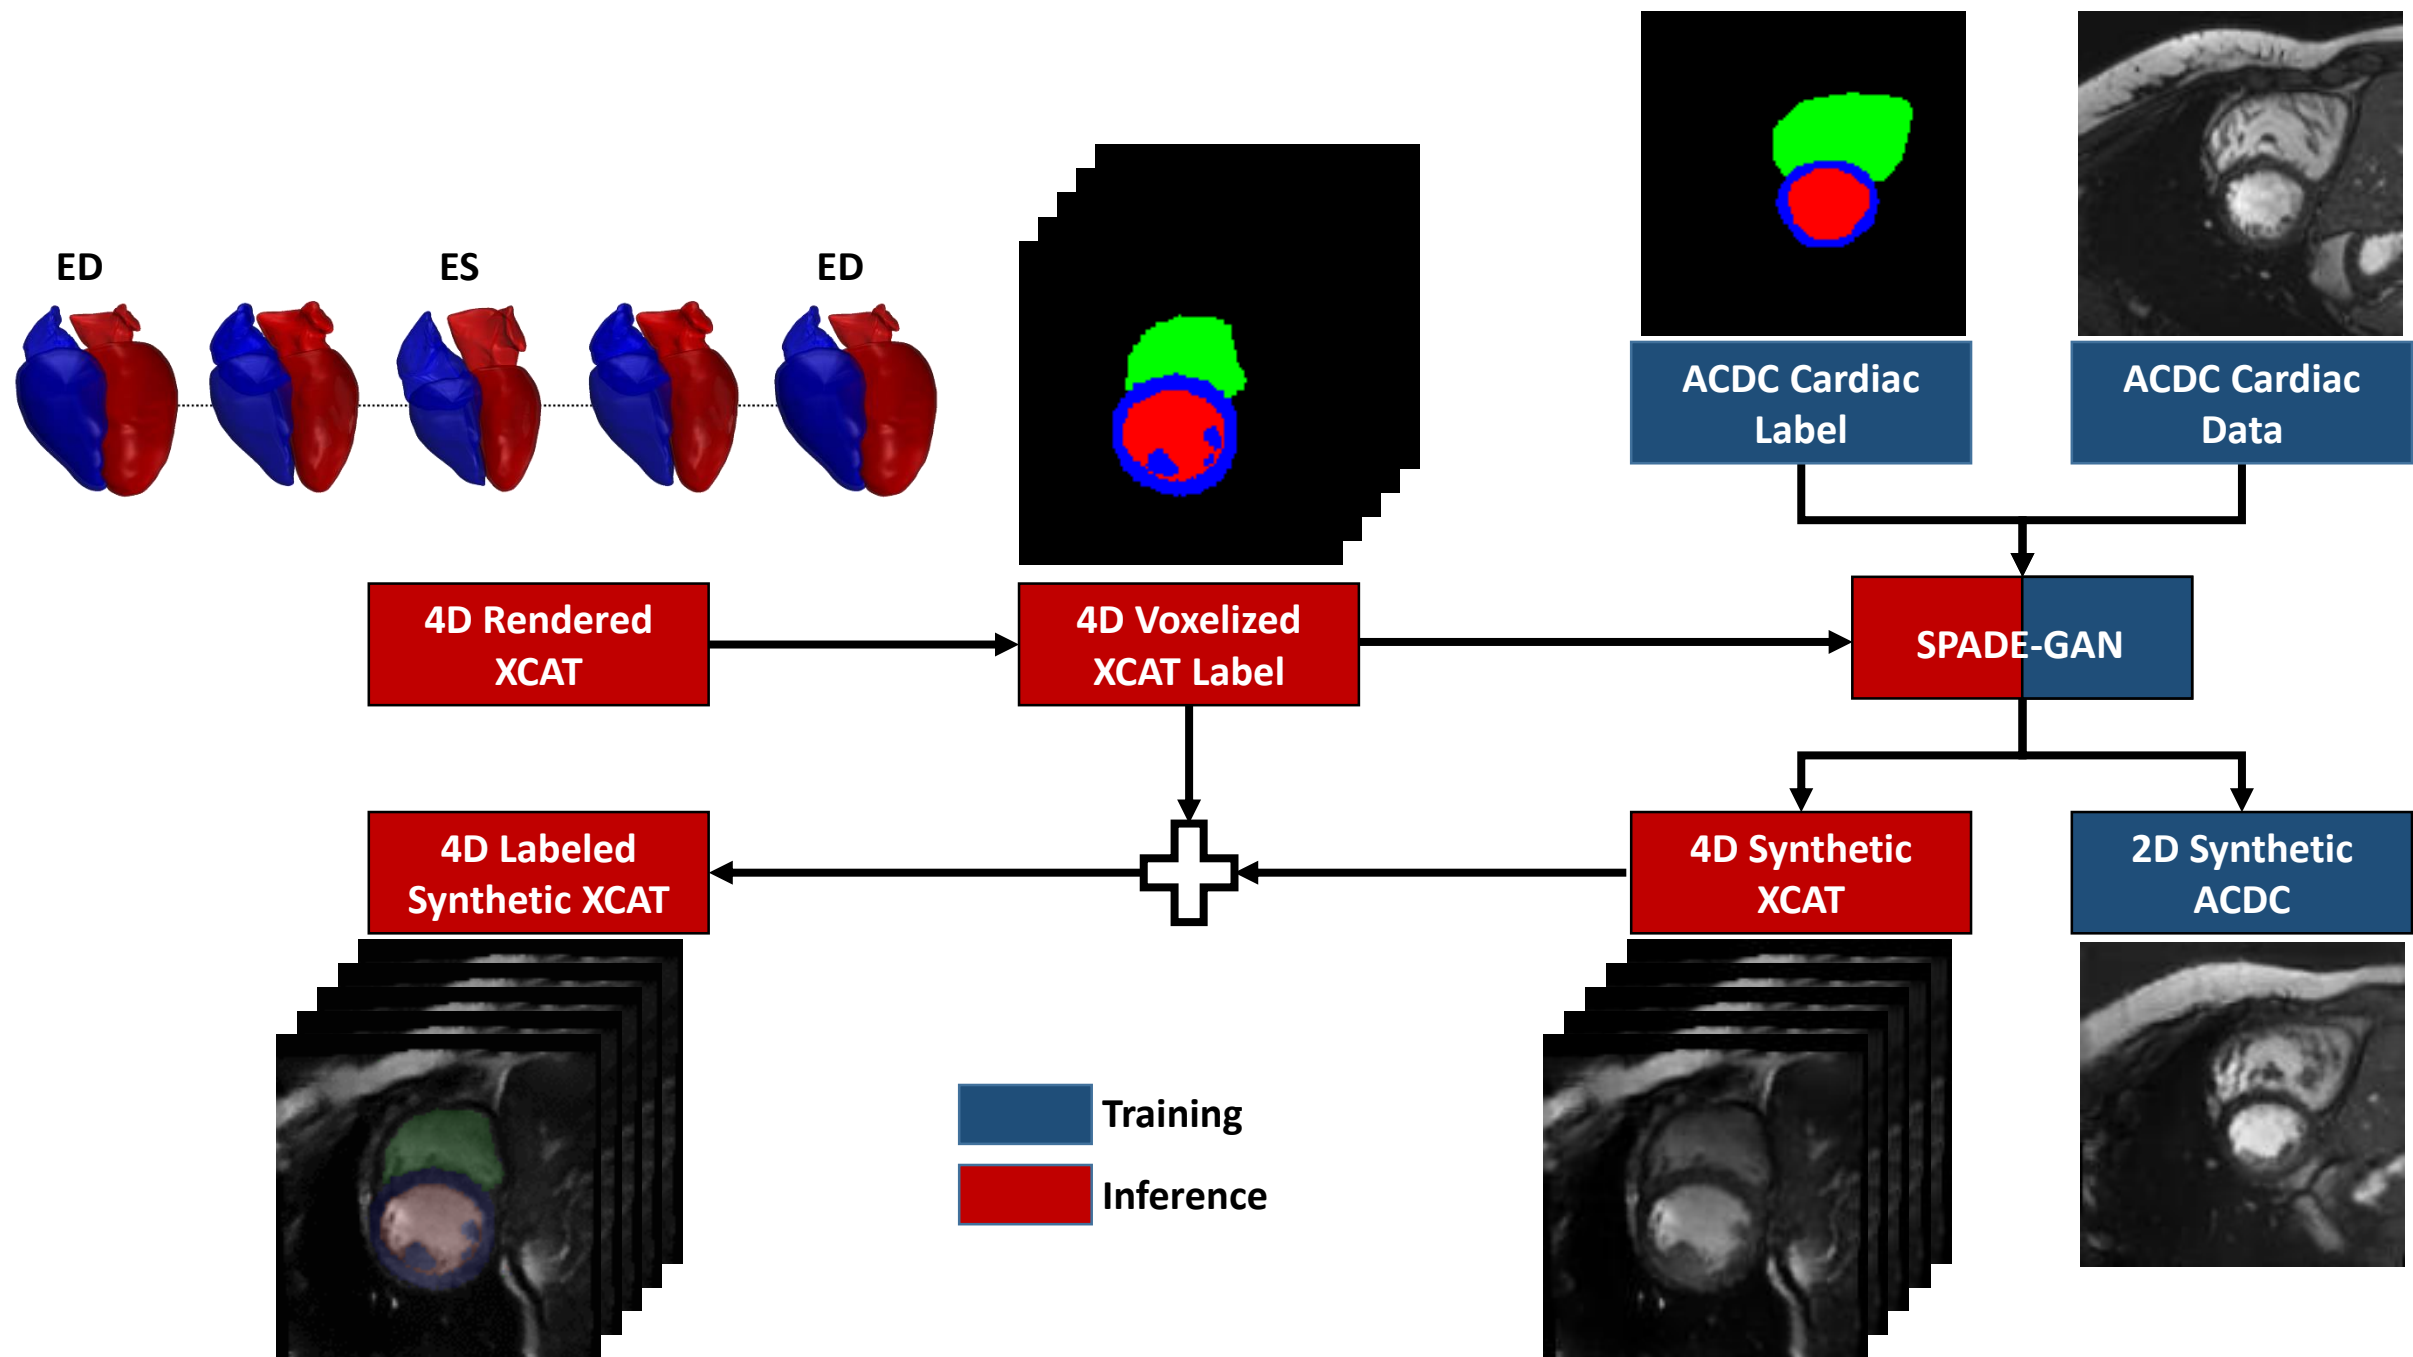 ED
ES
ED
ACDC Cardiac
Label
ACDC Cardiac
Data
4D Rendered
XCAT
4D Voxelized
XCAT Label
SPADE-GAN
4D Labeled
Synthetic XCAT
4D Synthetic
XCAT
2D Synthetic
ACDC
Training
Inference